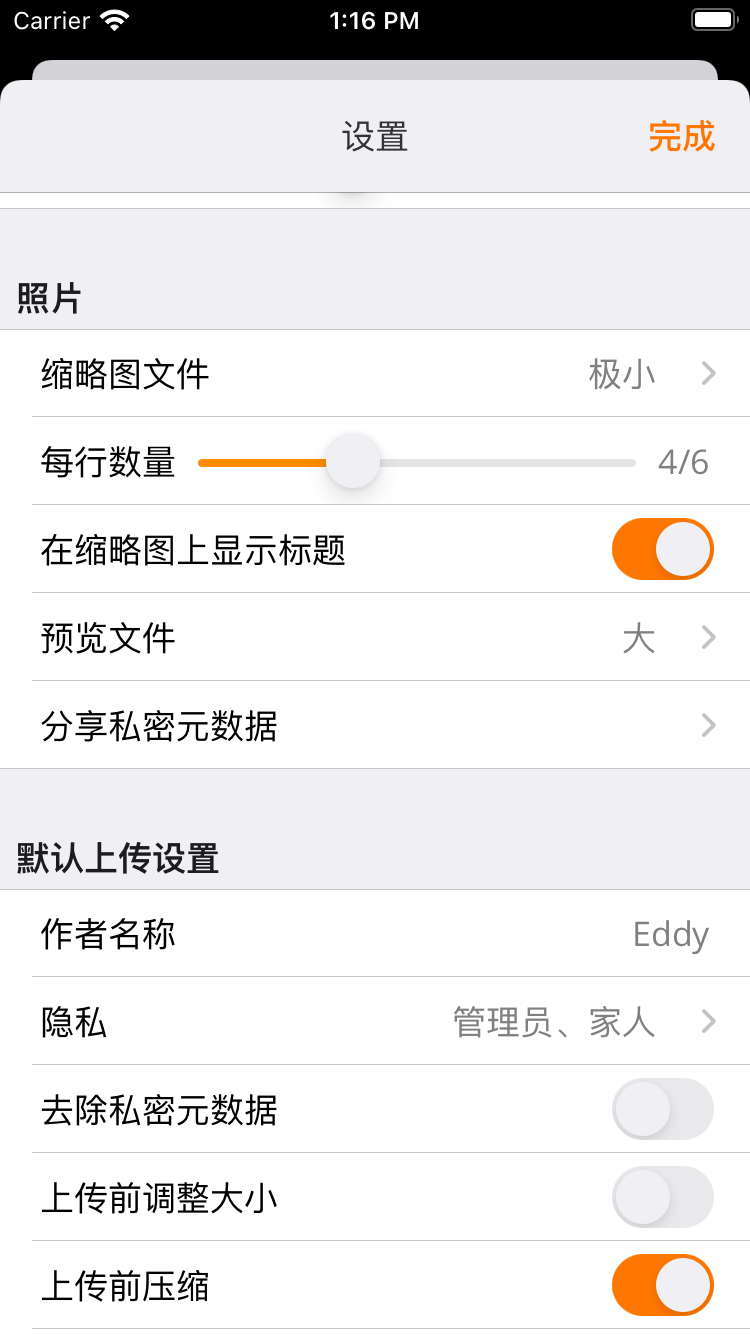 Carrier 1:16 PM
设置 完成
照片
缩略图文件 极小
每行数量 4/6
在缩略图上显示标题
预览文件 大
分享私密元数据
默认上传设置
作者名称 Eddy
隐私 管理员、家人
去除私密元数据
上传前调整大小
上传前压缩